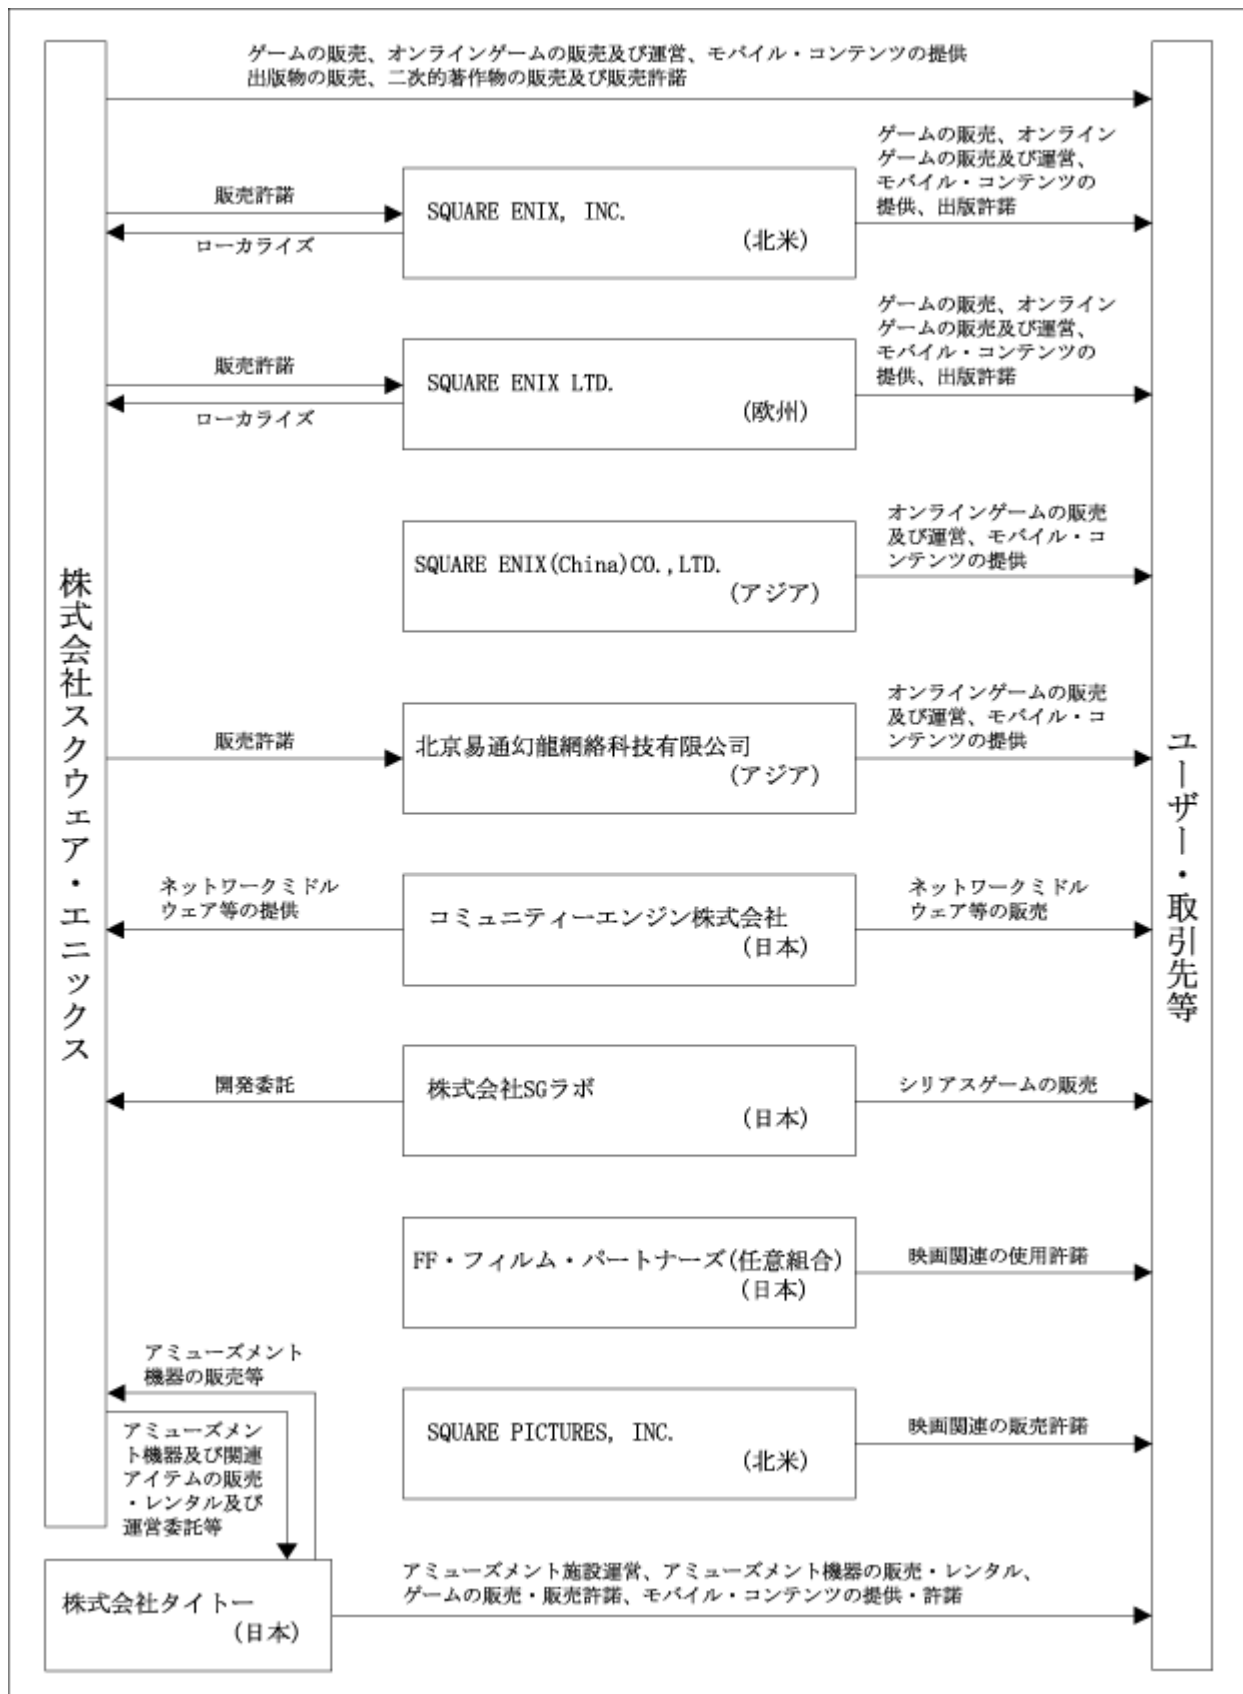 ゲームの販売、オンラインゲームの販売及び運営、モバイル・コンテンツの提供
出版物の販売、二次的著作物の販売及び販売許諾
株式会社スクウェア・エニックス
ユーザー・取引先等
販売許諾
ローカライズ
SQUARE ENIX, INC.
(北米)
ゲームの販売、オンライン
ゲームの販売及び運営、
モバイル・コンテンツの
提供、出版許諾
販売許諾
ローカライズ
SQUARE ENIX LTD.
(欧州)
ゲームの販売、オンライン
ゲームの販売及び運営、
モバイル・コンテンツの
提供、出版許諾
SQUARE ENIX(China)CO.,LTD.
(アジア)
オンラインゲームの販売
及び運営、モバイル・コ
ンテンツの提供
販売許諾
北京易通幻龍網絡科技有限公司
(アジア)
オンラインゲームの販売
及び運営、モバイル・コ
ンテンツの提供
ネットワークミドル
ウェア等の提供
コミュニティーエンジン株式会社
(日本)
ネットワークミドル
ウェア等の販売
開発委託
株式会社SGラボ
(日本)
シリアスゲームの販売
FF・フィルム・パートナーズ(任意組合)
(日本)
映画関連の使用許諾
アミューズメント
機器の販売等
アミューズメン
ト機器及び関連
アイテムの販売
・レンタル及び
運営委託等
SQUARE PICTURES, INC.
(北米)
映画関連の販売許諾
株式会社タイトー
(日本)
アミューズメント施設運営、アミューズメント機器の販売・レンタル、
ゲームの販売・販売許諾、モバイル・コンテンツの提供・許諾